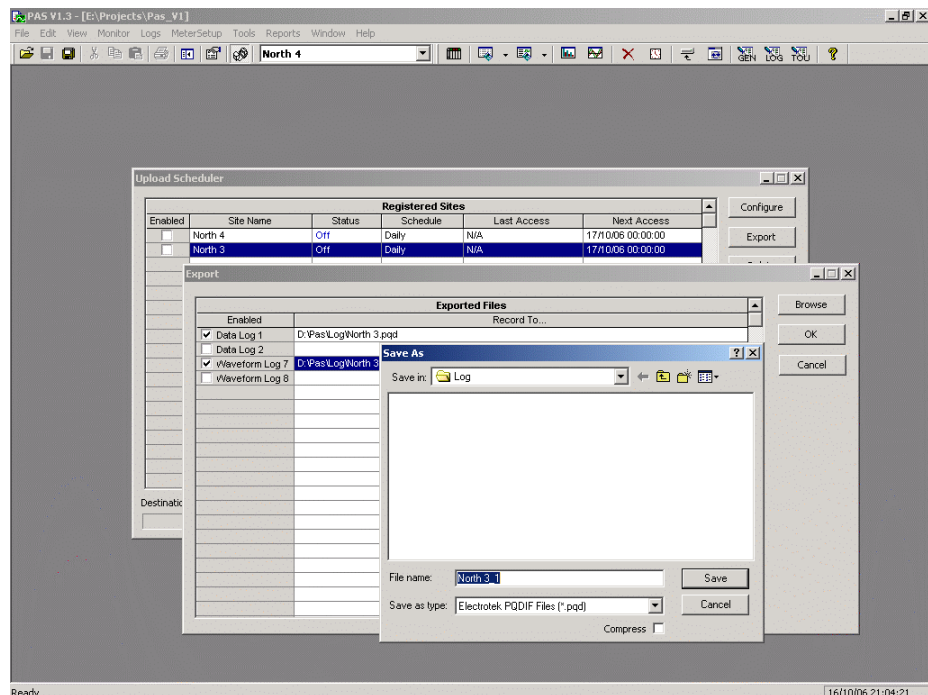 PAS V1.3 - [E:\Projects\Pas_V1]
File Edit View Monitor Logs MeterSetup Tools Reports Window Help
North 4
GEN LOG TOU
Upload Scheduler
Registered Sites
Enabled Site Name Status Schedule Last Access Next Access
North 4 Off Daily N/A 17/10/06 00:00:00
North 3 Off Daily N/A 17/10/06 00:00:00
Configure
Export
Export
Exported Files
Enabled Record To...
Data Log 1 D:\Pas\Log\North 3.pqd
Data Log 2
Waveform Log 7 D:\Pas\Log\North 3
Waveform Log 8
Browse
OK
Cancel
Save As
Save in: Log
File name: North 3_1
Save
Save as type: Electrotek PQDIF Files (*.pqd)
Cancel
Compress
Destinatio
Ready 16/10/06 21:04:21